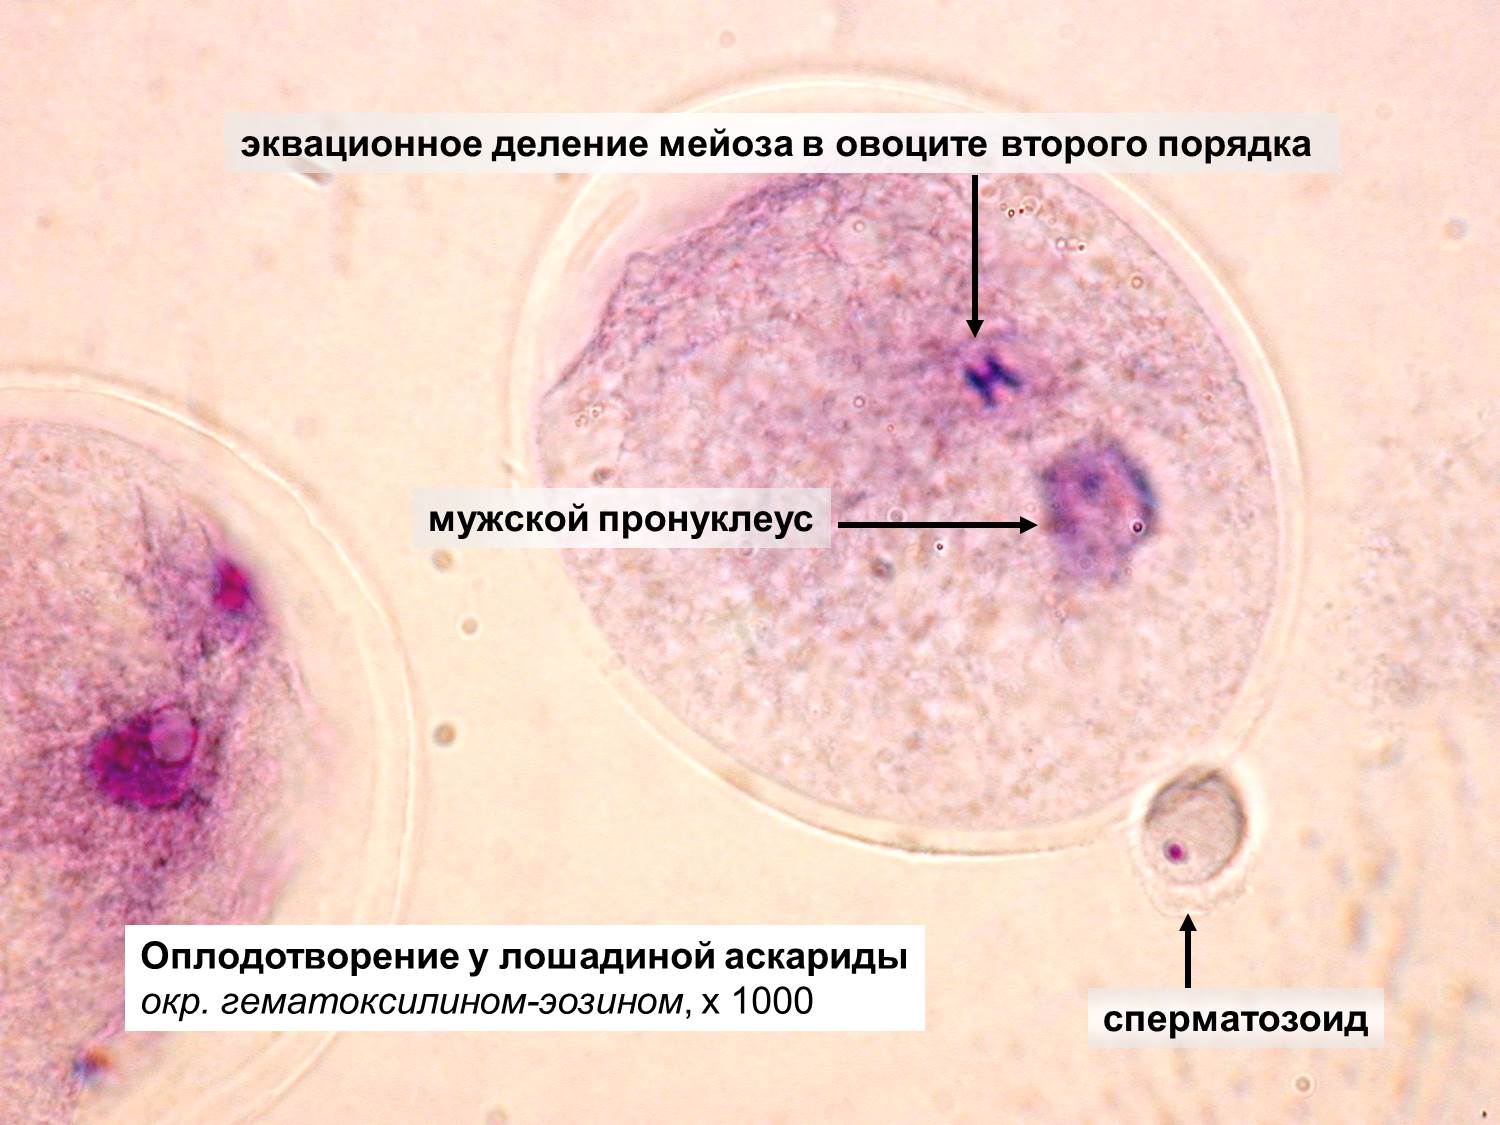 эквационное деление мейоза в овоците второго порядка
мужской пронуклеус
Оплодотворение у лошадиной аскариды
окр. гематоксилином-эозином, х 1000
сперматозоид